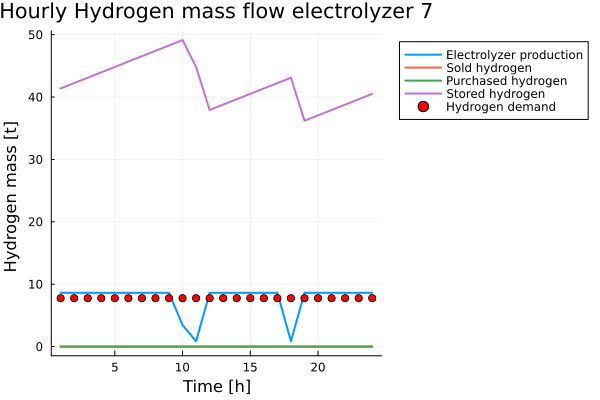 Hourly Hydrogen mass flow electrolyzer 7
50
40
30
20
10
0
Hydrogen mass [t]
5
10
15
20
Time [h]
Electrolyzer production
Sold hydrogen
Purchased hydrogen
Stored hydrogen
Hydrogen demand